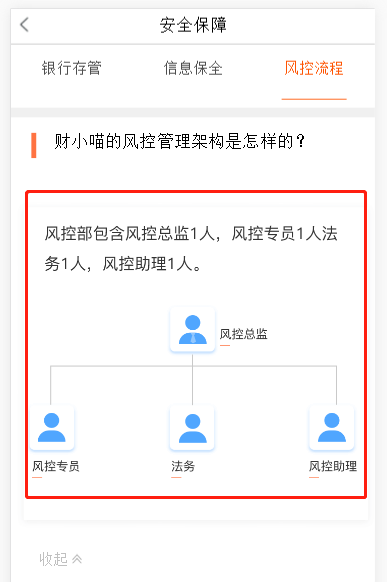 安全保障
银行存管 信息保全 风控流程
财小喵的风控管理架构是怎样的？
风控部包含风控总监1人，风控专员1人法
务1人，风控助理1人。
风控总监
风控专员 法务 风控助理
收起